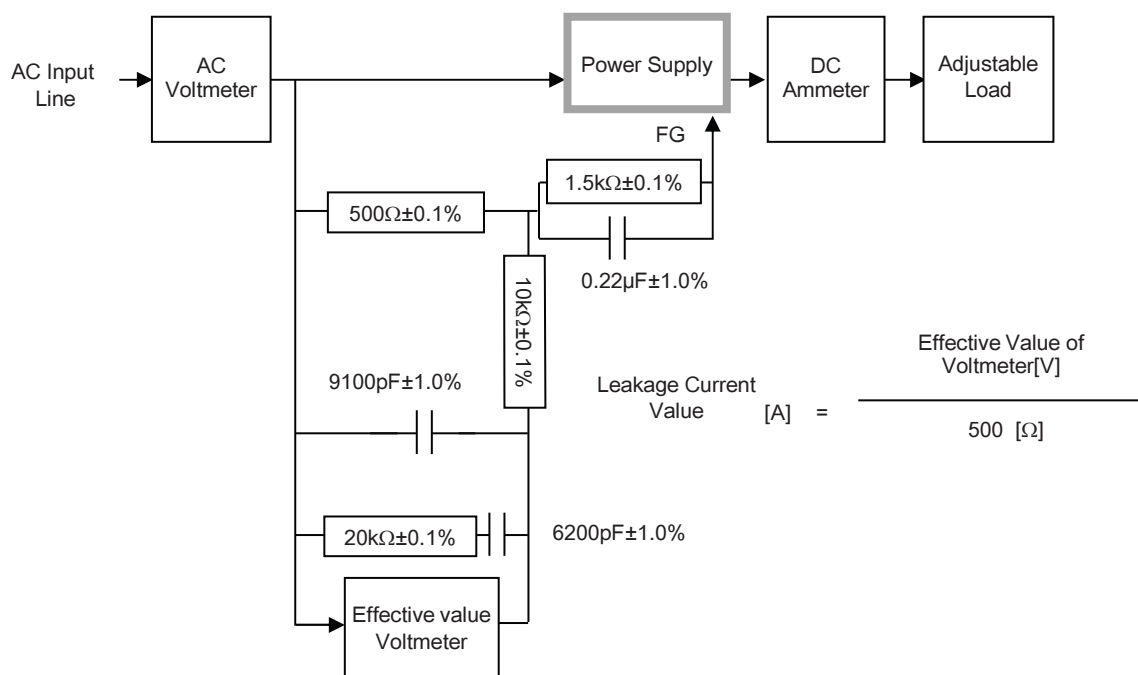 AC Input
Line
AC
Voltmeter
Power Supply
DC
Ammeter
Adjustable
Load
FG
1.5kΩ±0.1%
500Ω±0.1%
0.22µF±1.0%
10kΩ±0.1%
9100pF±1.0%
Leakage Current
Value
[A]
=
Effective Value of
Voltmeter[V]
500 [Ω]
20kΩ±0.1%
6200pF±1.0%
Effective value
Voltmeter